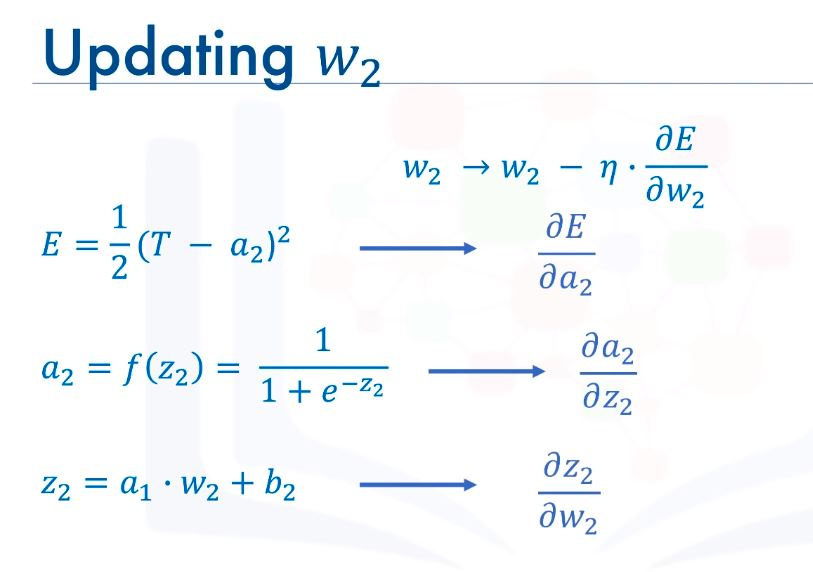 Updating w₂
w₂ → w₂ − η · ∂E/∂w₂
E = 1/2 (T − a₂)² ⟶ ∂E/∂a₂
a₂ = f(z₂) = 1/(1 + e^(−z₂)) ⟶ ∂a₂/∂z₂
z₂ = a₁ · w₂ + b₂ ⟶ ∂z₂/∂w₂